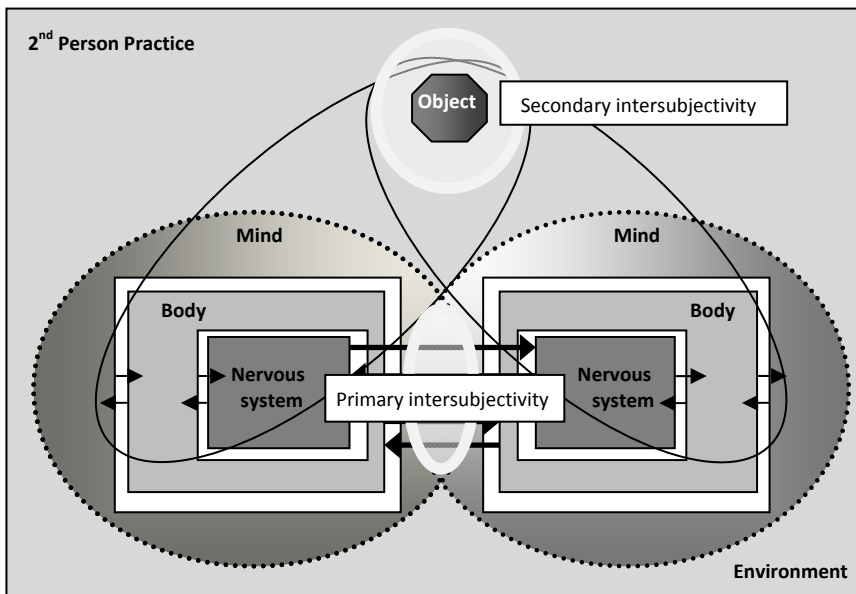 2nd Person Practice
Object
Secondary intersubjectivity
Mind
Mind
Body
Body
Nervous
system
Primary intersubjectivity
Nervous
system
Environment